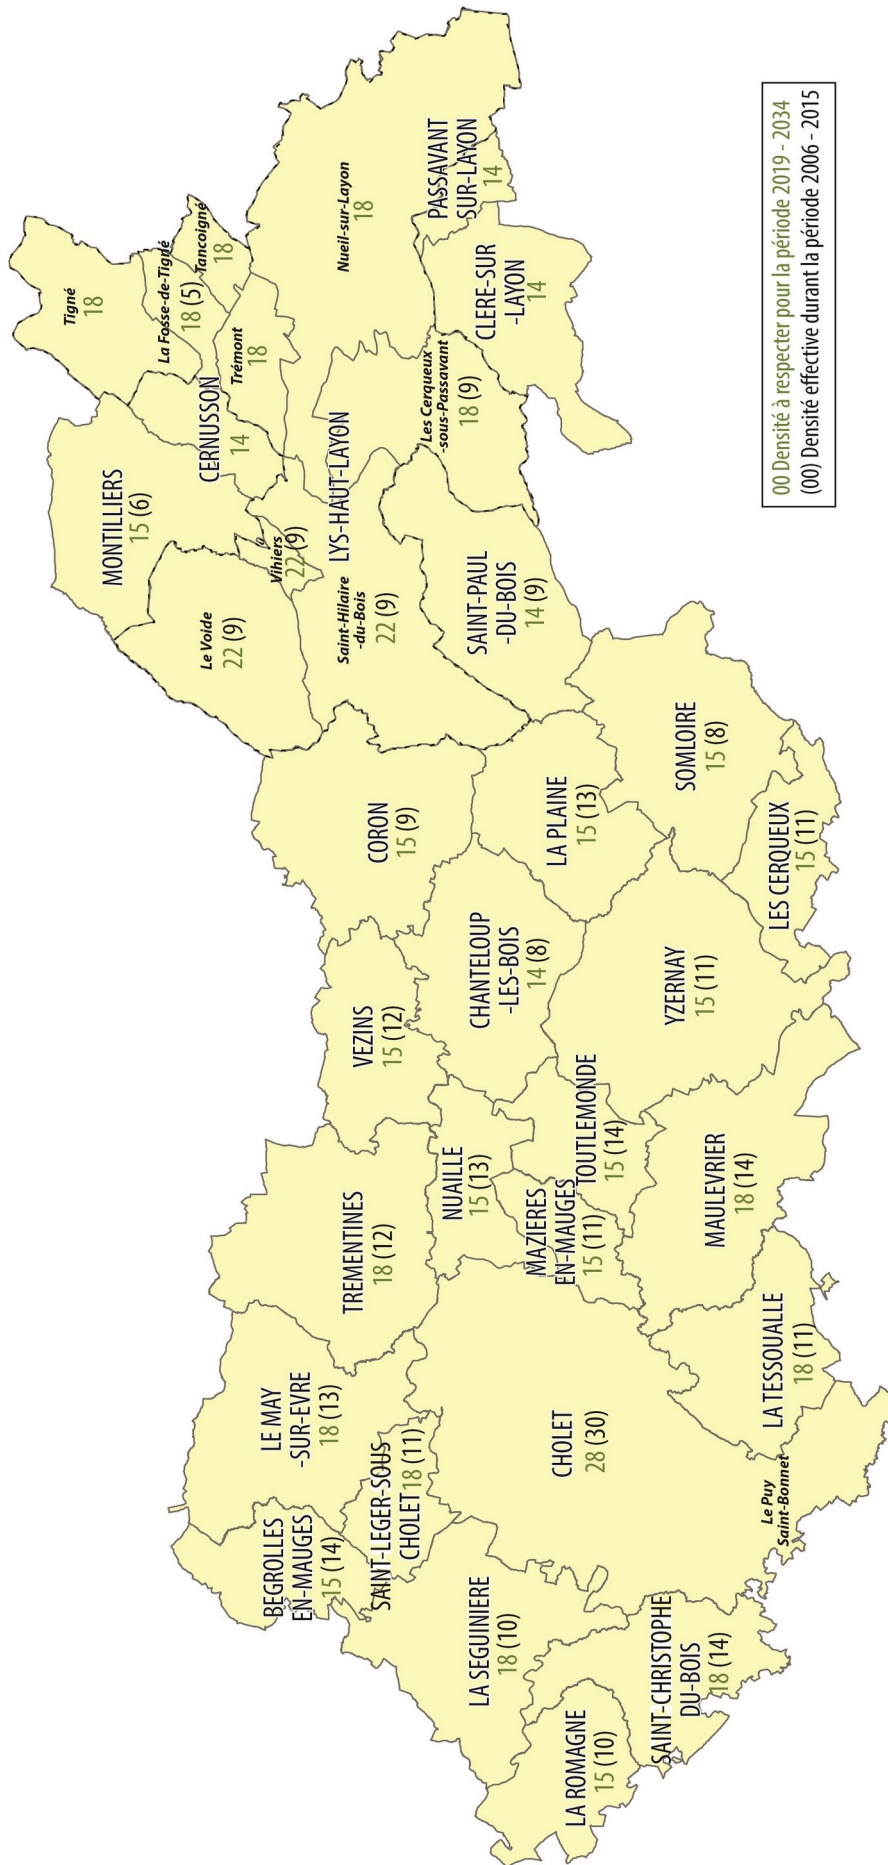 Tigné
18
La Fosse-de-Tigné
18 (5)
Tancoigné
18
MONTILLIERS
15 (6)
CERNUSSON
14
Trémont
18
Nueil-sur-Layon
18
Le Voide
22 (9)
Vihiers
22 (9)
LYS-HAUT-LAYON
Saint-Hilaire
-du-Bois
22 (9)
Les Cerqueux
-sous-Passavant
18 (9)
PASSAVANT
SUR-LAYON
14
CLERE-SUR
-LAYON
14
SAINT-PAUL
-DU-BOIS
14 (9)
CORON
15 (9)
LA PLAINE
15 (13)
SOMLOIRE
15 (8)
LES CERQUEUX
15 (11)
VEZINS
15 (12)
CHANTELOUP
-LES-BOIS
14 (8)
YZERNAY
15 (11)
TREMENTINES
18 (12)
NUAILLE
15 (13)
TOUTLEMONDE
15 (14)
MAZIERES
EN-MAUGES
15 (11)
MAULEVRIER
18 (14)
LE MAY
-SUR-EVRE
18 (13)
BEGROLLES
EN-MAUGES
15 (14)
SAINT-LEGER-SOUS
CHOLET 18 (11)
CHOLET
28 (30)
LA TESSOUALLE
18 (11)
Le Puy
Saint-Bonnet
LA SEGUINIERE
18 (10)
LA ROMAGNE
15 (10)
SAINT-CHRISTOPHE
DU-BOIS
18 (14)
00 Densité à respecter pour la période 2019 - 2034
(00) Densité effective durant la période 2006 - 2015